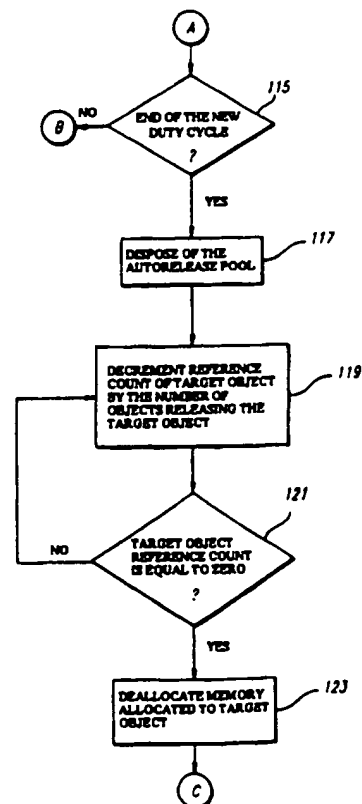 A
115
END OF THE NEW
DUTY CYCLE
?
NO
B
YES
117
DISPOSE OF THE
AUTORELEASE POOL
119
DECREMENT REFERENCE
COUNT OF TARGET OBJECT
BY THE NUMBER OF
OBJECTS RELEASING THE
TARGET OBJECT
121
TARGET OBJECT
REFERENCE COUNT
IS EQUAL TO ZERO
?
NO
YES
123
DEALLOCATE MEMORY
ALLOCATED TO TARGET
OBJECT
C